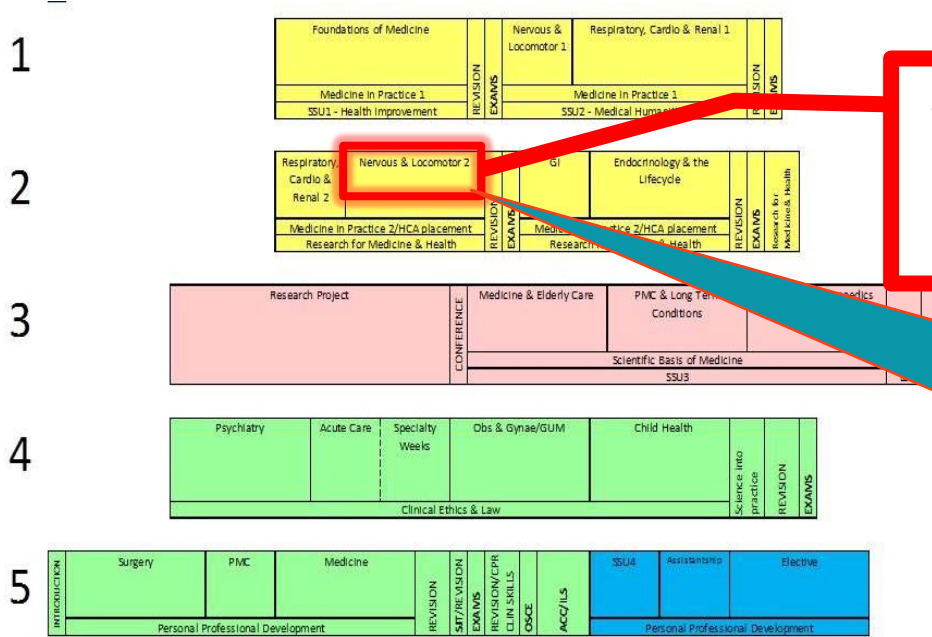 1
Foundations of Medicine
REVISION
EXAMS
Nervous &
Locomotor 1
Respiratory, Cardio & Renal 1
REVISION
EXAMS
Medicine in Practice 1
Medicine in Practice 1
SSU1 - Health Improvement
SSU2 - Medical
2
Respiratory,
Cardio &
Renal 2
Nervous & Locomotor 2
REVISION
EXAMS
GI
Endocrinology & the
Lifecycle
REVISION
EXAMS
Research for
Medicine & Health
Medicine in Practice 2/HCA placement
2/HCA placement
Research for Medicine & Health
& Health
3
Research Project
CONFERENCE
Medicine & Elderly Care
PMC & Long Term
Conditions
Scientific Basis of Medicine
SSU3
4
Psychiatry
Acute Care
Specialty
Weeks
Obs & Gynae/GUM
Child Health
Science into
practice
REVISION
EXAMS
Clinical Ethics & Law
5
INTRODUCTION
Surgery
PMC
Medicine
REVISION
SJT/REVISION
EXAMS
REVISION/CPR
CLIN SKILLS
OSCE
ACC/ILS
SSU4
Assistantship
Elective
Personal Professional Development
Personal Professional Development